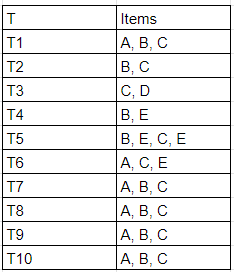 T Items
T1 A, B, C
T2 B, C
T3 C, D
T4 B, E
T5 B, E, C, E
T6 A, C, E
T7 A, B, C
T8 A, B, C
T9 A, B, C
T10 A, B, C